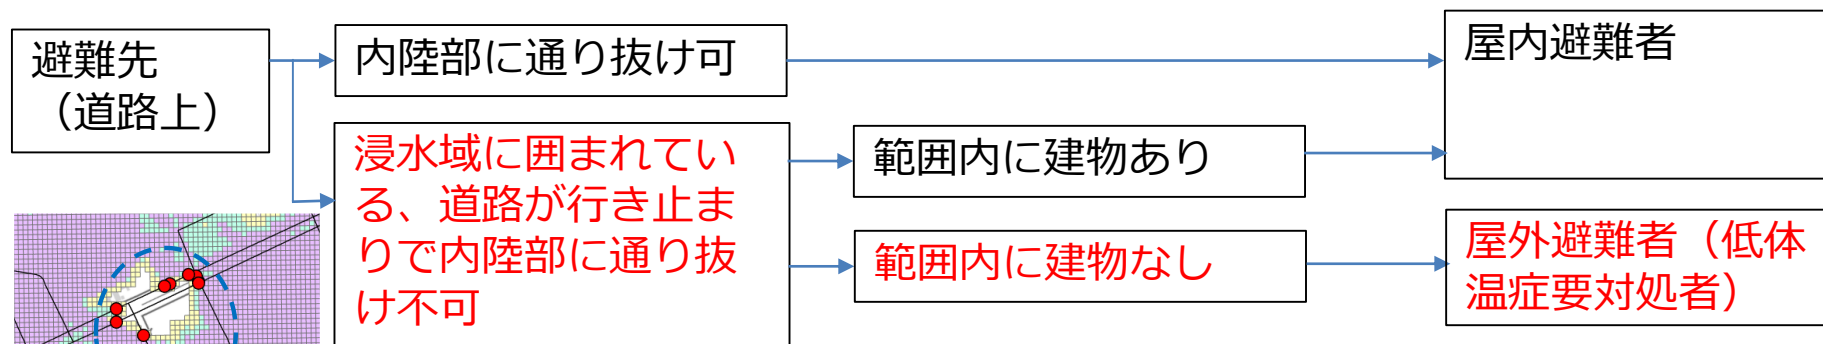 避難先
（道路上）
内陸部に通り抜け可
屋内避難者
浸水域に囲まれてい
る、道路が行き止ま
りで内陸部に通り抜
け不可
範囲内に建物あり
範囲内に建物なし
屋外避難者（低体
温症要対処者）